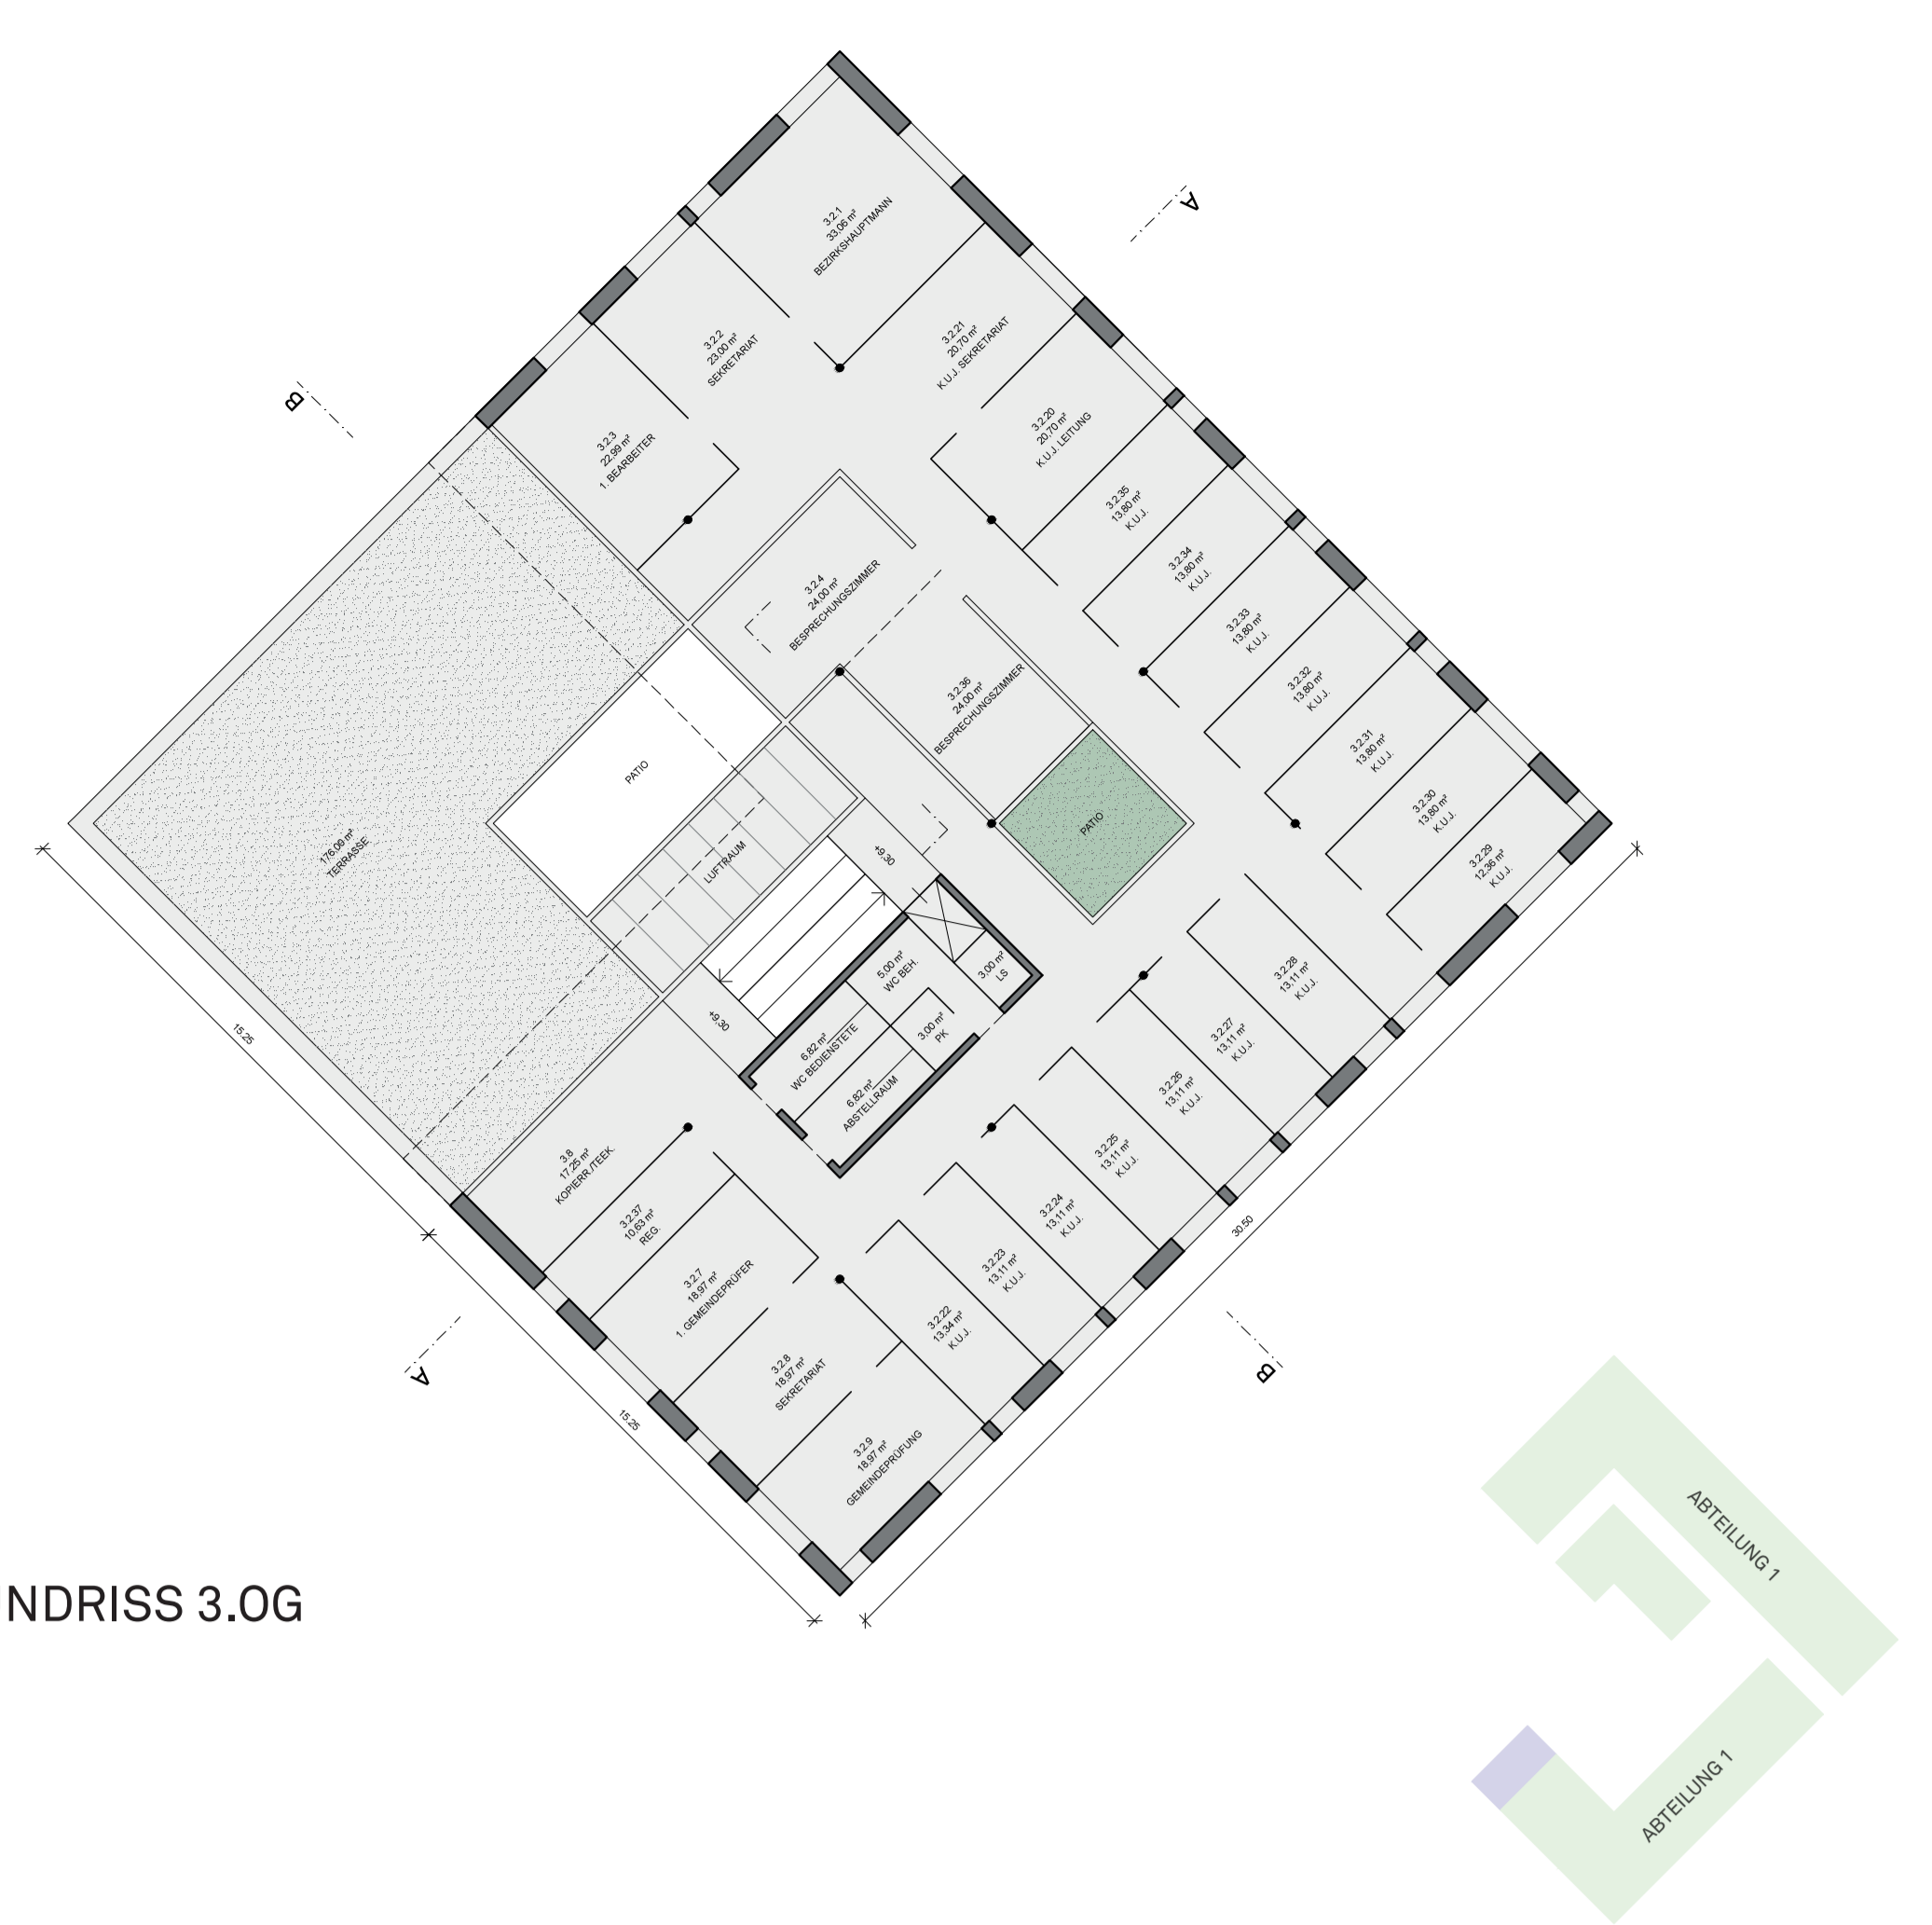 3.2.1
33,06 m²
BEZIRKSHAUPTMANN
A
3.2.2
23,00 m²
SEKRETARIAT
3.2.21
20,70 m²
K.U.J. SEKRETARIAT
B
3.2.3
22,99 m²
1. BEARBEITER
3.2.20
20,70 m²
K.U.J. LEITUNG
3.2.35
13,80 m²
K.U.J.
3.2.34
13,80 m²
K.U.J.
3.2.4
24,00 m²
BESPRECHUNGSZIMMER
3.2.33
13,80 m²
K.U.J.
3.2.36
24,00 m²
BESPRECHUNGSZIMMER
3.2.32
13,80 m²
K.U.J.
3.2.31
13,80 m²
K.U.J.
3.2.30
13,80 m²
K.U.J.
3.2.29
12,36 m²
K.U.J.
PATIO
PATIO
176,09 m²
TERRASSE
LUFTRAUM
+9,30
+9,30
5.00 m²
WC BEH.
3,00 m²
LS
6,82 m²
WC BEDIENSTETE
3,00 m²
PK
6,82 m²
ABSTELLRAUM
3.2.28
13,11 m²
K.U.J.
3.2.27
13,11 m²
K.U.J.
3.2.26
13,11 m²
K.U.J.
3.2.25
13,11 m²
K.U.J.
3.2.24
13,11 m²
K.U.J.
3.2.23
13,11 m²
K.U.J.
3.2.22
13,34 m²
K.U.J.
3.8
17,25 m²
KOPIERR./TEEK.
3.2.37
10,63 m²
REG.
3.2.7
18,97 m²
1. GEMEINDEPRÜFER
3.2.8
18,97 m²
SEKRETARIAT
3.2.9
18,97 m²
GEMEINDEPRÜFUNG
15.25
15.25
30.50
A
B
NDRISS 3.OG
ABTEILUNG 1
ABTEILUNG 1